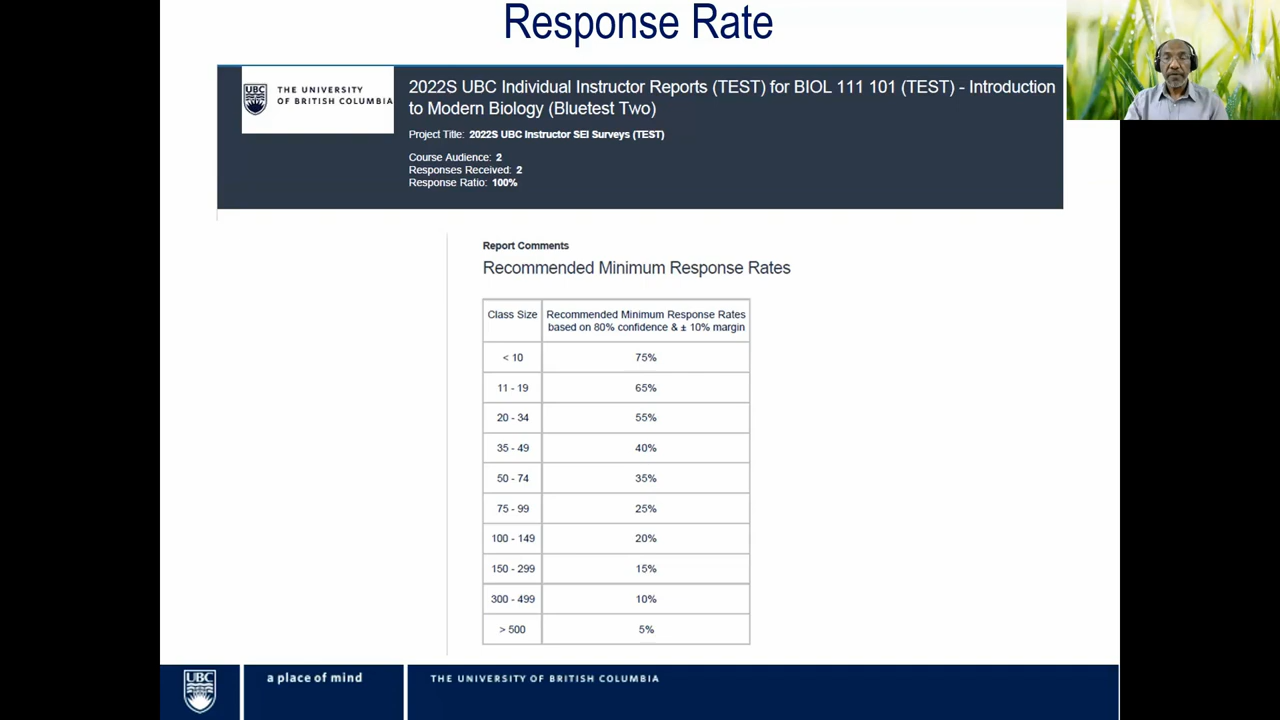 Response Rate
THE UNIVERSITY
OF BRITISH COLUMBIA
UBC
2022S UBC Individual Instructor Reports (TEST) for BIOL 111 101 (TEST) - Introduction
to Modern Biology (Bluetest Two)
Project Title: 2022S UBC Instructor SEI Surveys (TEST)
Course Audience: 2
Responses Received: 2
Response Ratio: 100%
Report Comments
Recommended Minimum Response Rates
Class Size Recommended Minimum Response Rates
based on 80% confidence & ± 10% margin
< 10 75%
11 - 19 65%
20 - 34 55%
35 - 49 40%
50 - 74 35%
75 - 99 25%
100 - 149 20%
150 - 299 15%
300 - 499 10%
> 500 5%
UBC
a place of mind
THE UNIVERSITY OF BRITISH COLUMBIA